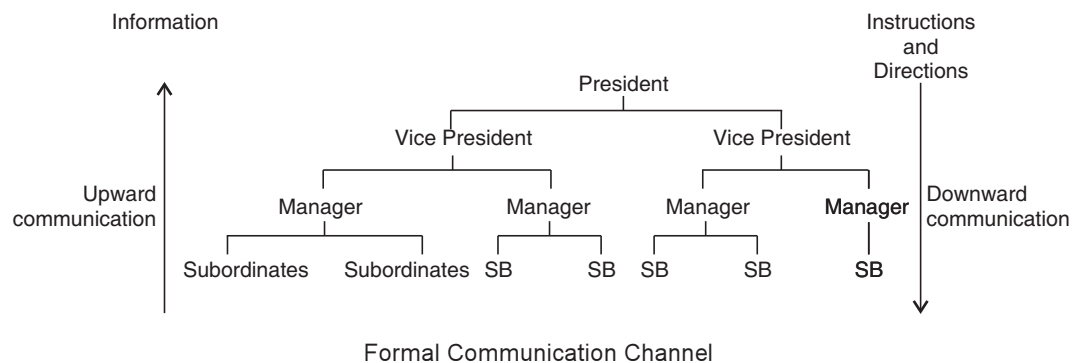 Information
Instructions
and
Directions
President
Vice President Vice President
Upward
communication
Downward
communication
Manager Manager Manager Manager
Subordinates Subordinates SB SB SB SB SB
Formal Communication Channel